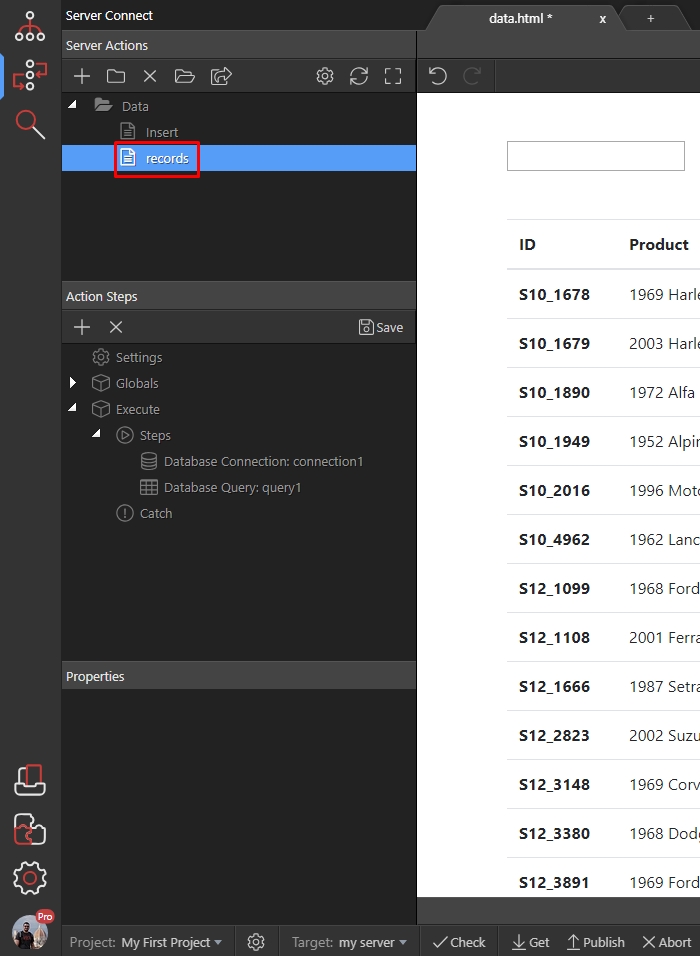 Server Connect
data.html *
x
+
Server Actions
Data
Insert
records
Action Steps
Save
Settings
Globals
Execute
Steps
Database Connection: connection1
Database Query: query1
Catch
Properties
ID Product
S10_1678 1969 Harle
S10_1679 2003 Harle
S10_1890 1972 Alfa
S10_1949 1952 Alpin
S10_2016 1996 Moto
S10_4962 1962 Lanc
S12_1099 1968 Ford
S12_1108 2001 Ferra
S12_1666 1987 Setra
S12_2823 2002 Suzu
S12_3148 1969 Corv
S12_3380 1968 Dodg
S12_3891 1969 Ford
Pro
Project: My First Project
Target: my server
Check
Get
Publish
Abort